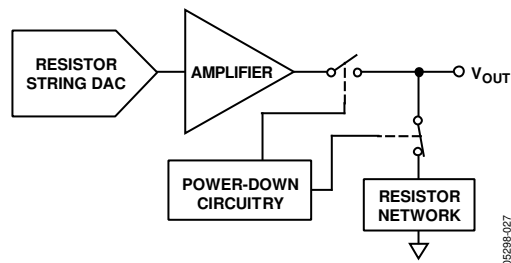 RESISTOR
STRING DAC
AMPLIFIER
VOUT
POWER-DOWN
CIRCUITRY
RESISTOR
NETWORK
05298-027